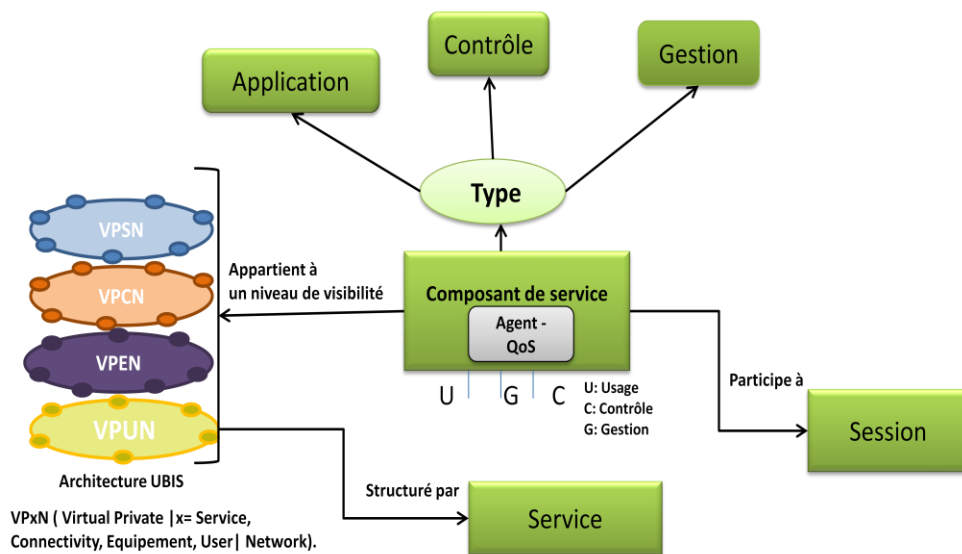 Contrôle
Gestion
Application
Type
VPSN
VPCN
VPEN
VPUN
Appartient à
un niveau de visibilité
Composant de service
Agent -
QoS
U G C
U: Usage
C: Contrôle
G: Gestion
Participe à
Session
Architecture UBIS
Structuré par
Service
VPxN ( Virtual Private |x= Service,
Connectivity, Equipement, User| Network).